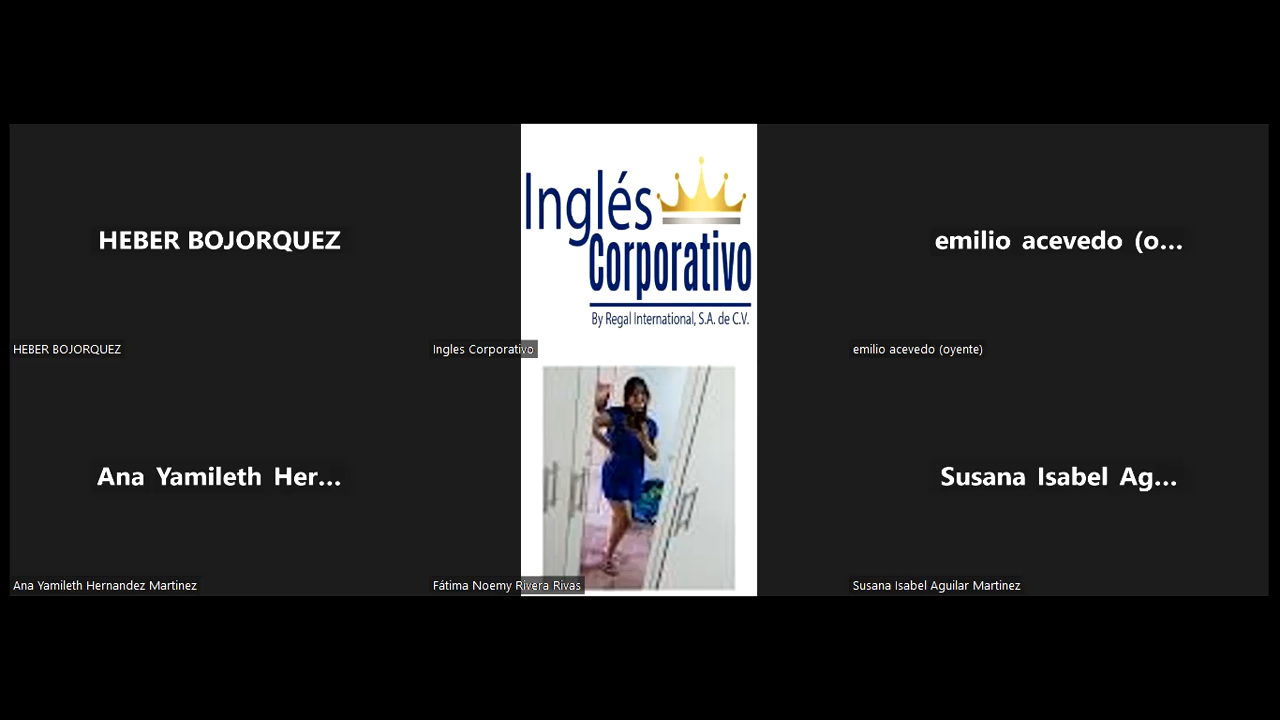 HEBER BOJORQUEZ
HEBER BOJORQUEZ
Inglés
Corporativo
By Regal International, S.A. de C.V.
Ingles Corporativo
emilio acevedo (o...
emilio acevedo (oyente)
Ana Yamileth Her...
Ana Yamileth Hernandez Martinez
Fátima Noemy Rivera Rivas
Susana Isabel Ag...
Susana Isabel Aguilar Martinez